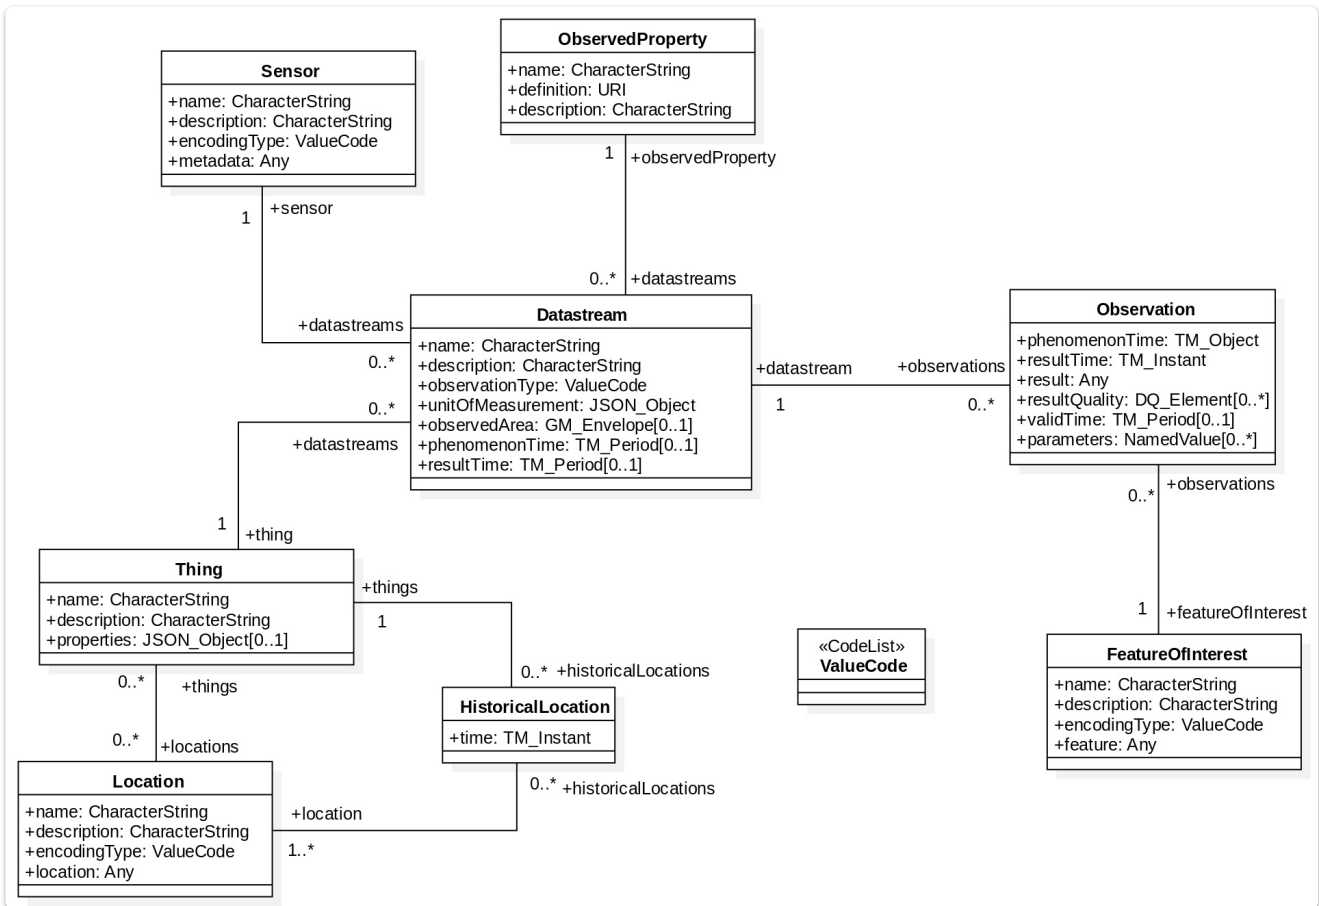 ObservedProperty
+name: CharacterString
+definition: URI
+description: CharacterString
Sensor
+name: CharacterString
+description: CharacterString
+encodingType: ValueCode
+metadata: Any
1
+observedProperty
1
+sensor
0..*
+datastreams
+datastreams
0..*
Datastream
+name: CharacterString
+description: CharacterString
+observationType: ValueCode
+unitOfMeasurement: JSON_Object
+observedArea: GM_Envelope[0..1]
+phenomenonTime: TM_Period[0..1]
+resultTime: TM_Period[0..1]
+datastream
1
+observations
0..*
Observation
+phenomenonTime: TM_Object
+resultTime: TM_Instant
+result: Any
+resultQuality: DQ_Element[0..*]
+validTime: TM_Period[0..1]
+parameters: NamedValue[0..*]
0..*
+datastreams
0..*
+observations
1
+thing
Thing
+name: CharacterString
+description: CharacterString
+properties: JSON_Object[0..1]
+things
1
1
+featureOfInterest
«CodeList»
ValueCode
FeatureOfInterest
+name: CharacterString
+description: CharacterString
+encodingType: ValueCode
+feature: Any
0..*
+things
0..*
+historicalLocations
HistoricalLocation
+time: TM_Instant
0..*
+locations
0..*
+historicalLocations
Location
+name: CharacterString
+description: CharacterString
+encodingType: ValueCode
+location: Any
+location
1..*